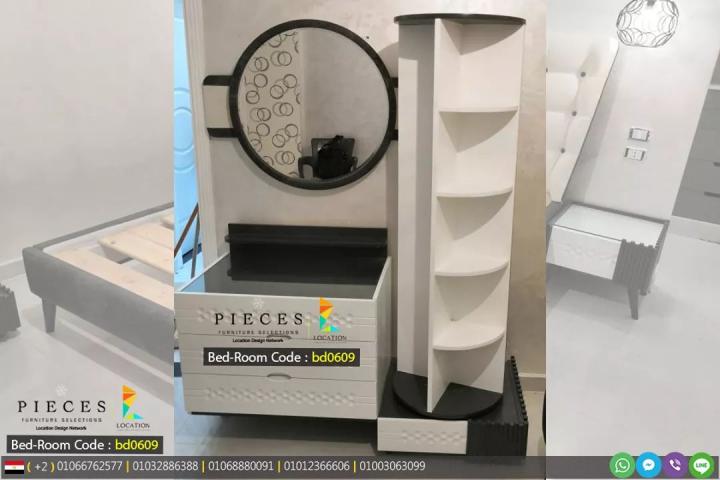 PIECES
FURNITURE SELECTIONS
Location Design Network
LOCATION
Bed-Room Code : bd0609
PIECES
FURNITURE SELECTIONS
Location Design Network
LOCATION
Bed-Room Code : bd0609
( +2 ) 01066762577 | 01032886388 | 01068880091 | 01012366606 | 01003063099
LINE